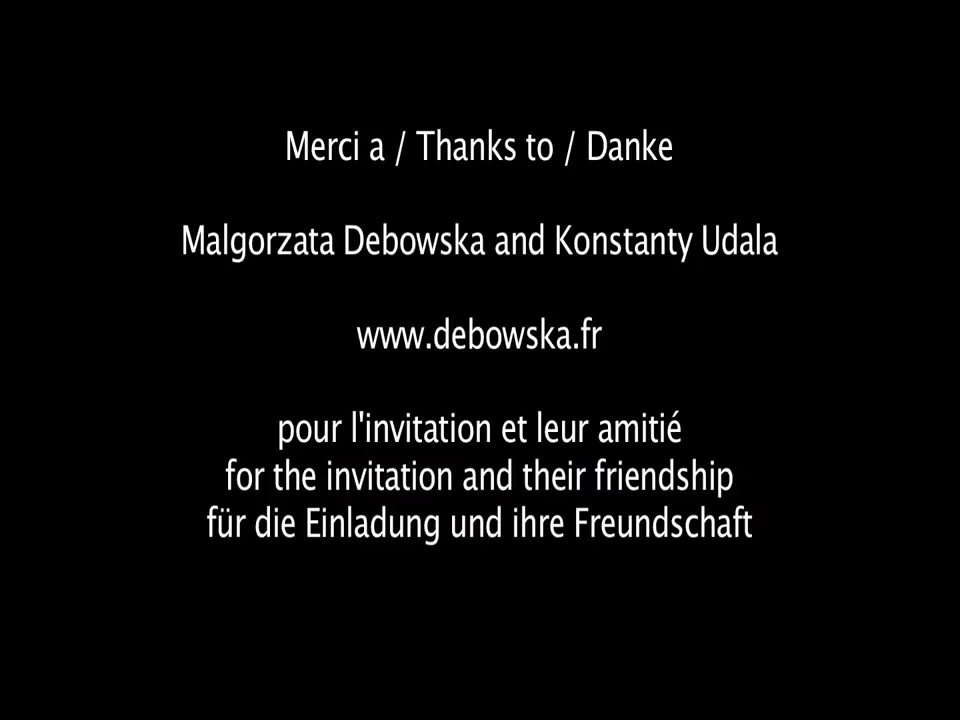 Merci a / Thanks to / Danke
Malgorzata Debowska and Konstanty Udala
www.debowska.fr
pour l'invitation et leur amitié
for the invitation and their friendship
für die Einladung und ihre Freundschaft